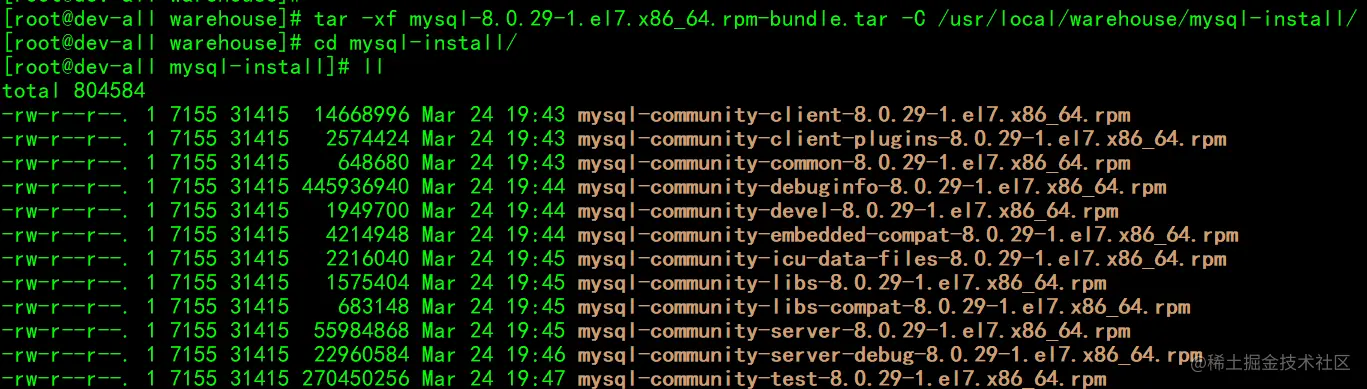 [root@dev-all warehouse]# tar -xf mysql-8.0.29-1.el7.x86_64.rpm-bundle.tar -C /usr/local/warehouse/mysql-install/
[root@dev-all warehouse]# cd mysql-install/
[root@dev-all mysql-install]# ll
total 804584
-rw-r--r--. 1 7155 31415  14668996 Mar 24 19:43 mysql-community-client-8.0.29-1.el7.x86_64.rpm
-rw-r--r--. 1 7155 31415   2574424 Mar 24 19:43 mysql-community-client-plugins-8.0.29-1.el7.x86_64.rpm
-rw-r--r--. 1 7155 31415    648680 Mar 24 19:43 mysql-community-common-8.0.29-1.el7.x86_64.rpm
-rw-r--r--. 1 7155 31415 445936940 Mar 24 19:44 mysql-community-debuginfo-8.0.29-1.el7.x86_64.rpm
-rw-r--r--. 1 7155 31415   1949700 Mar 24 19:44 mysql-community-devel-8.0.29-1.el7.x86_64.rpm
-rw-r--r--. 1 7155 31415   4214948 Mar 24 19:44 mysql-community-embedded-compat-8.0.29-1.el7.x86_64.rpm
-rw-r--r--. 1 7155 31415   2216040 Mar 24 19:45 mysql-community-icu-data-files-8.0.29-1.el7.x86_64.rpm
-rw-r--r--. 1 7155 31415   1575404 Mar 24 19:45 mysql-community-libs-8.0.29-1.el7.x86_64.rpm
-rw-r--r--. 1 7155 31415    683148 Mar 24 19:45 mysql-community-libs-compat-8.0.29-1.el7.x86_64.rpm
-rw-r--r--. 1 7155 31415  55984868 Mar 24 19:45 mysql-community-server-8.0.29-1.el7.x86_64.rpm
-rw-r--r--. 1 7155 31415  22960584 Mar 24 19:46 mysql-community-server-debug-8.0.29-1.el7.x86_64.rpm
-rw-r--r--. 1 7155 31415 270450256 Mar 24 19:47 mysql-community-test-8.0.29-1.el7.x86_64.rpm
@稀土掘金技术社区